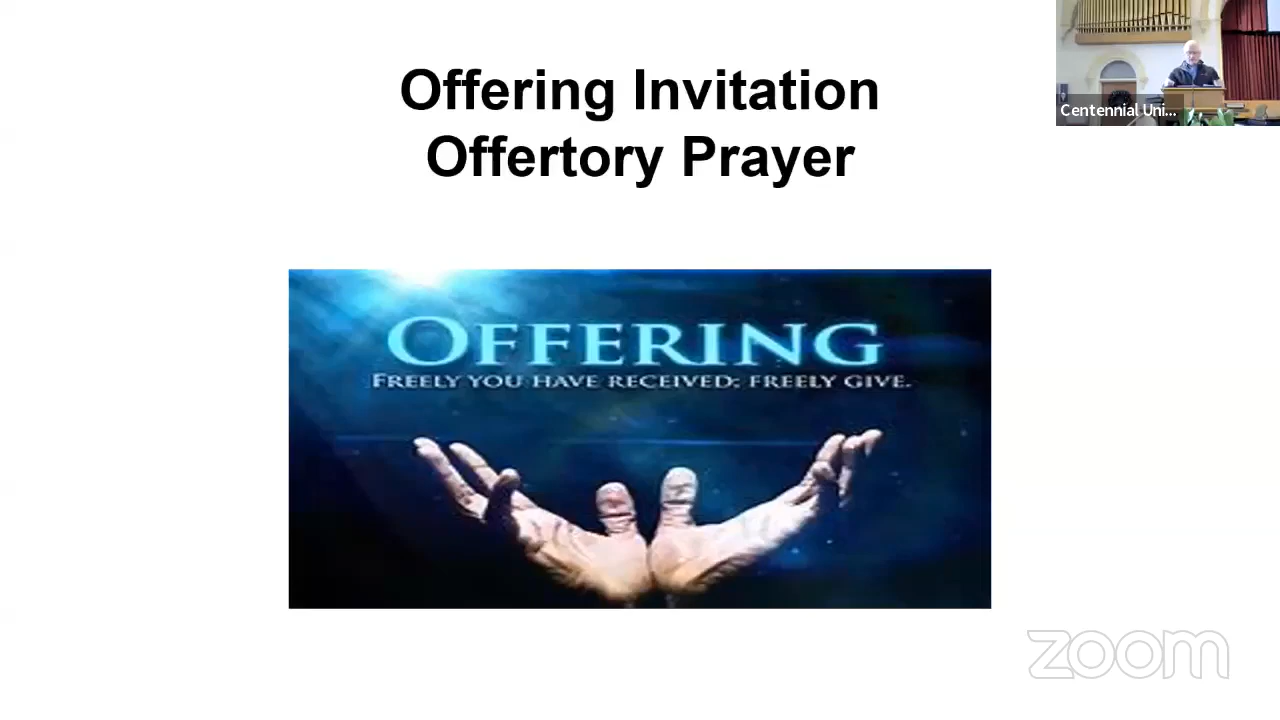 Offering Invitation
Offertory Prayer
Centennial Uni...
OFFERING
FREELY YOU HAVE RECEIVED; FREELY GIVE.
zoom